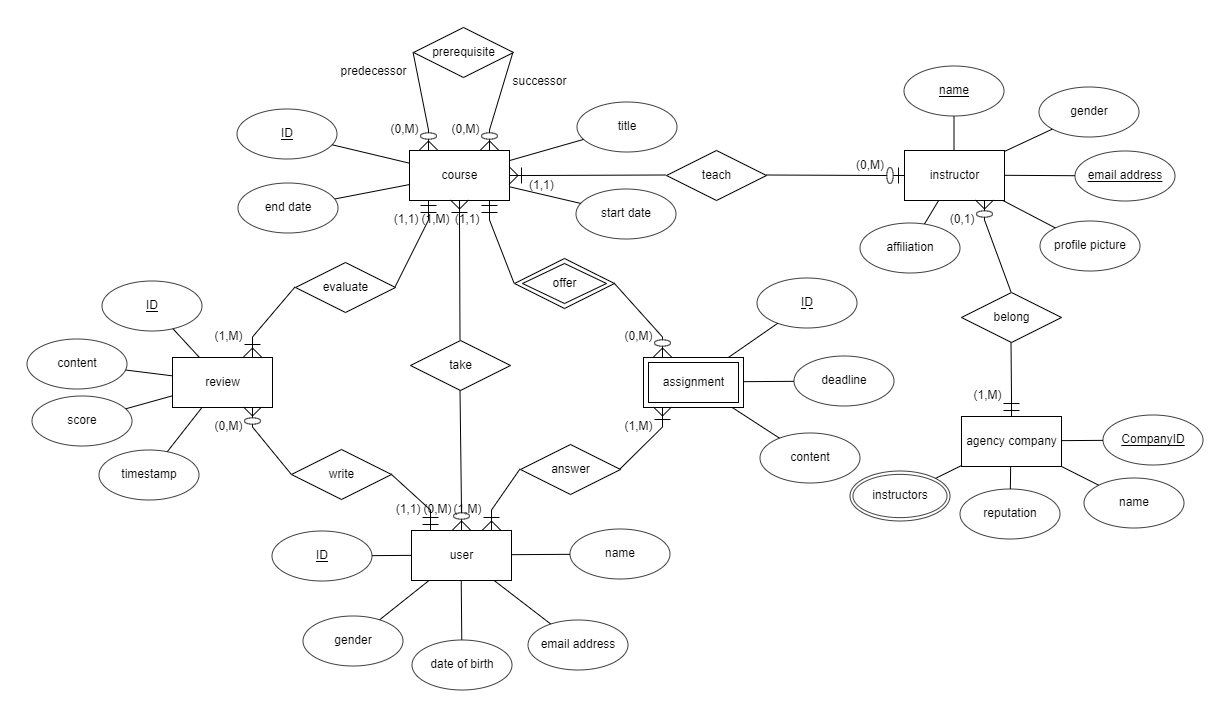 prerequisite
predecessor
successor
(0,M)
(0,M)
ID
title
name
gender
course
teach
(0,M)
instructor
email address
(1,1)
end date
start date
(1,1)
(1,M)
(1,1)
(0,1)
affiliation
profile picture
evaluate
offer
ID
ID
belong
(1,M)
(0,M)
content
take
review
assignment
deadline
(1,M)
score
(0,M)
(1,M)
agency company
CompanyID
content
timestamp
write
answer
instructors
reputation
name
(1,1)
(0,M)
(1,M)
ID
user
name
gender
date of birth
email address